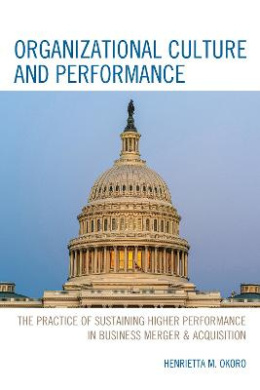 ORGANIZATIONAL CULTURE
AND PERFORMANCE
THE PRACTICE OF SUSTAINING HIGHER PERFORMANCE
IN BUSINESS MERGER & ACQUISITION
HENRIETTA M. OKORO